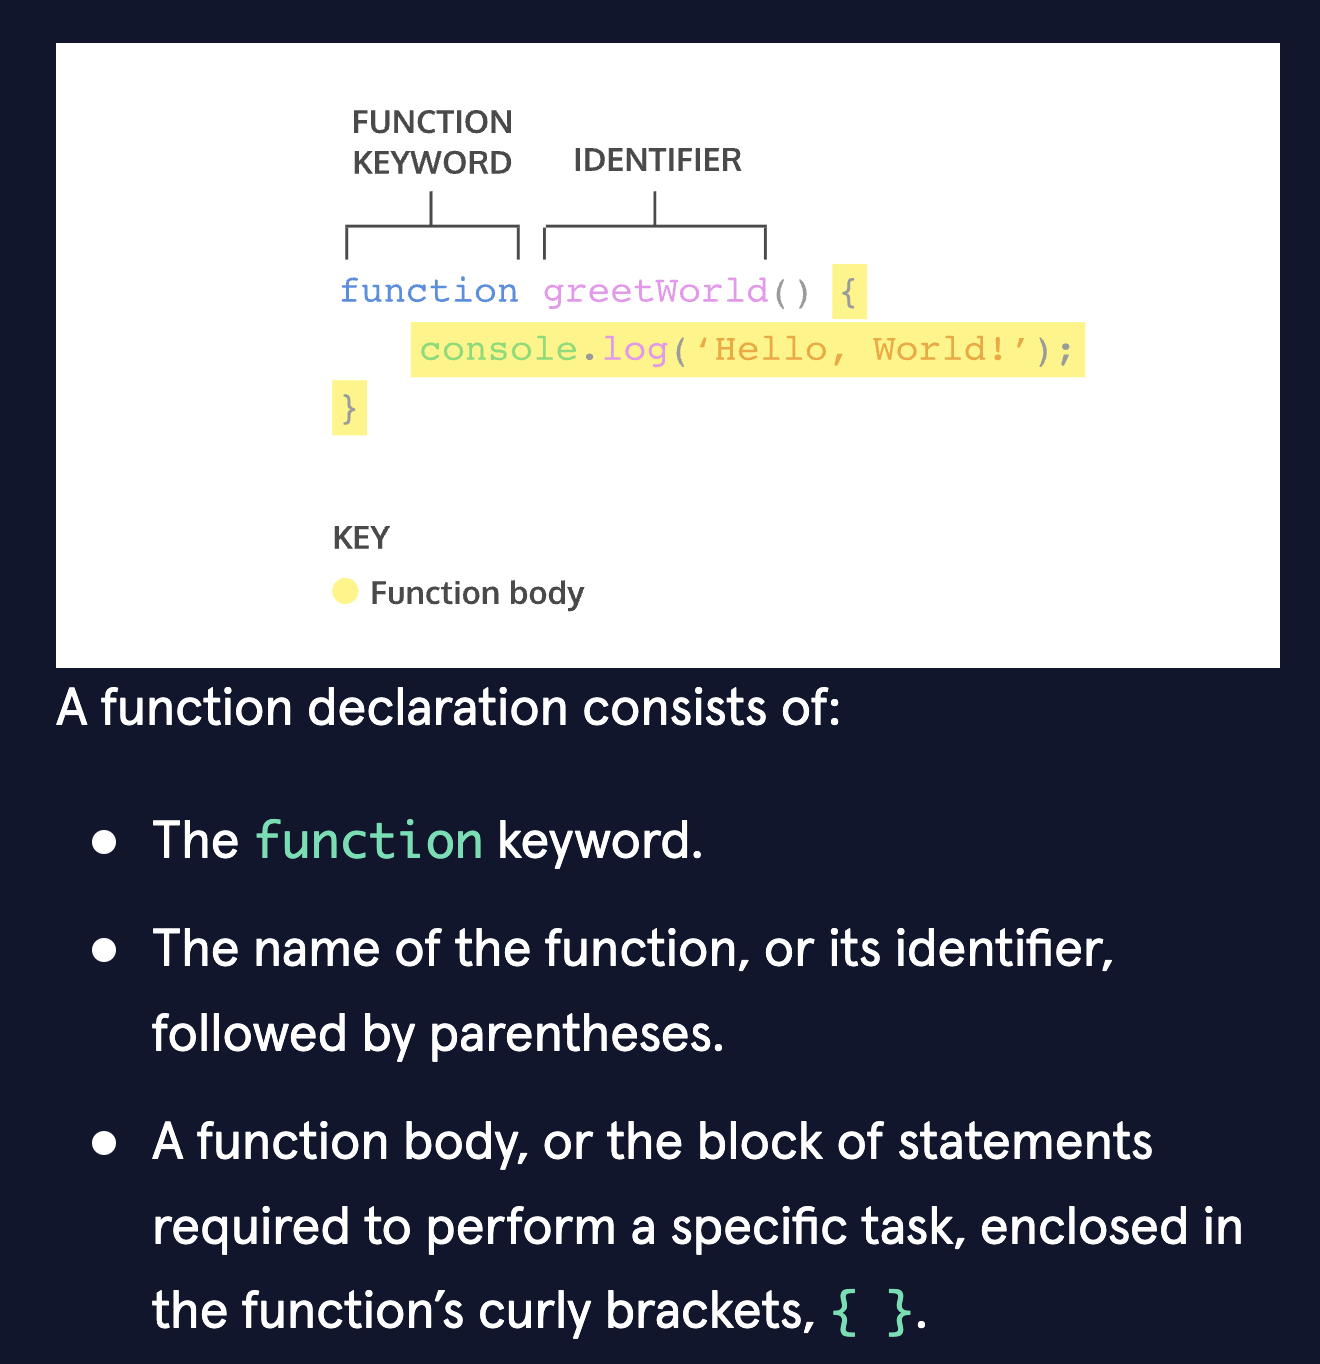 FUNCTION
KEYWORD
IDENTIFIER
function greetWorld() {
console.log(‘Hello, World!’);
}
KEY
Function body
A function declaration consists of:
● The function keyword.
● The name of the function, or its identifier,
followed by parentheses.
● A function body, or the block of statements
required to perform a specific task, enclosed in
the function’s curly brackets, { }.